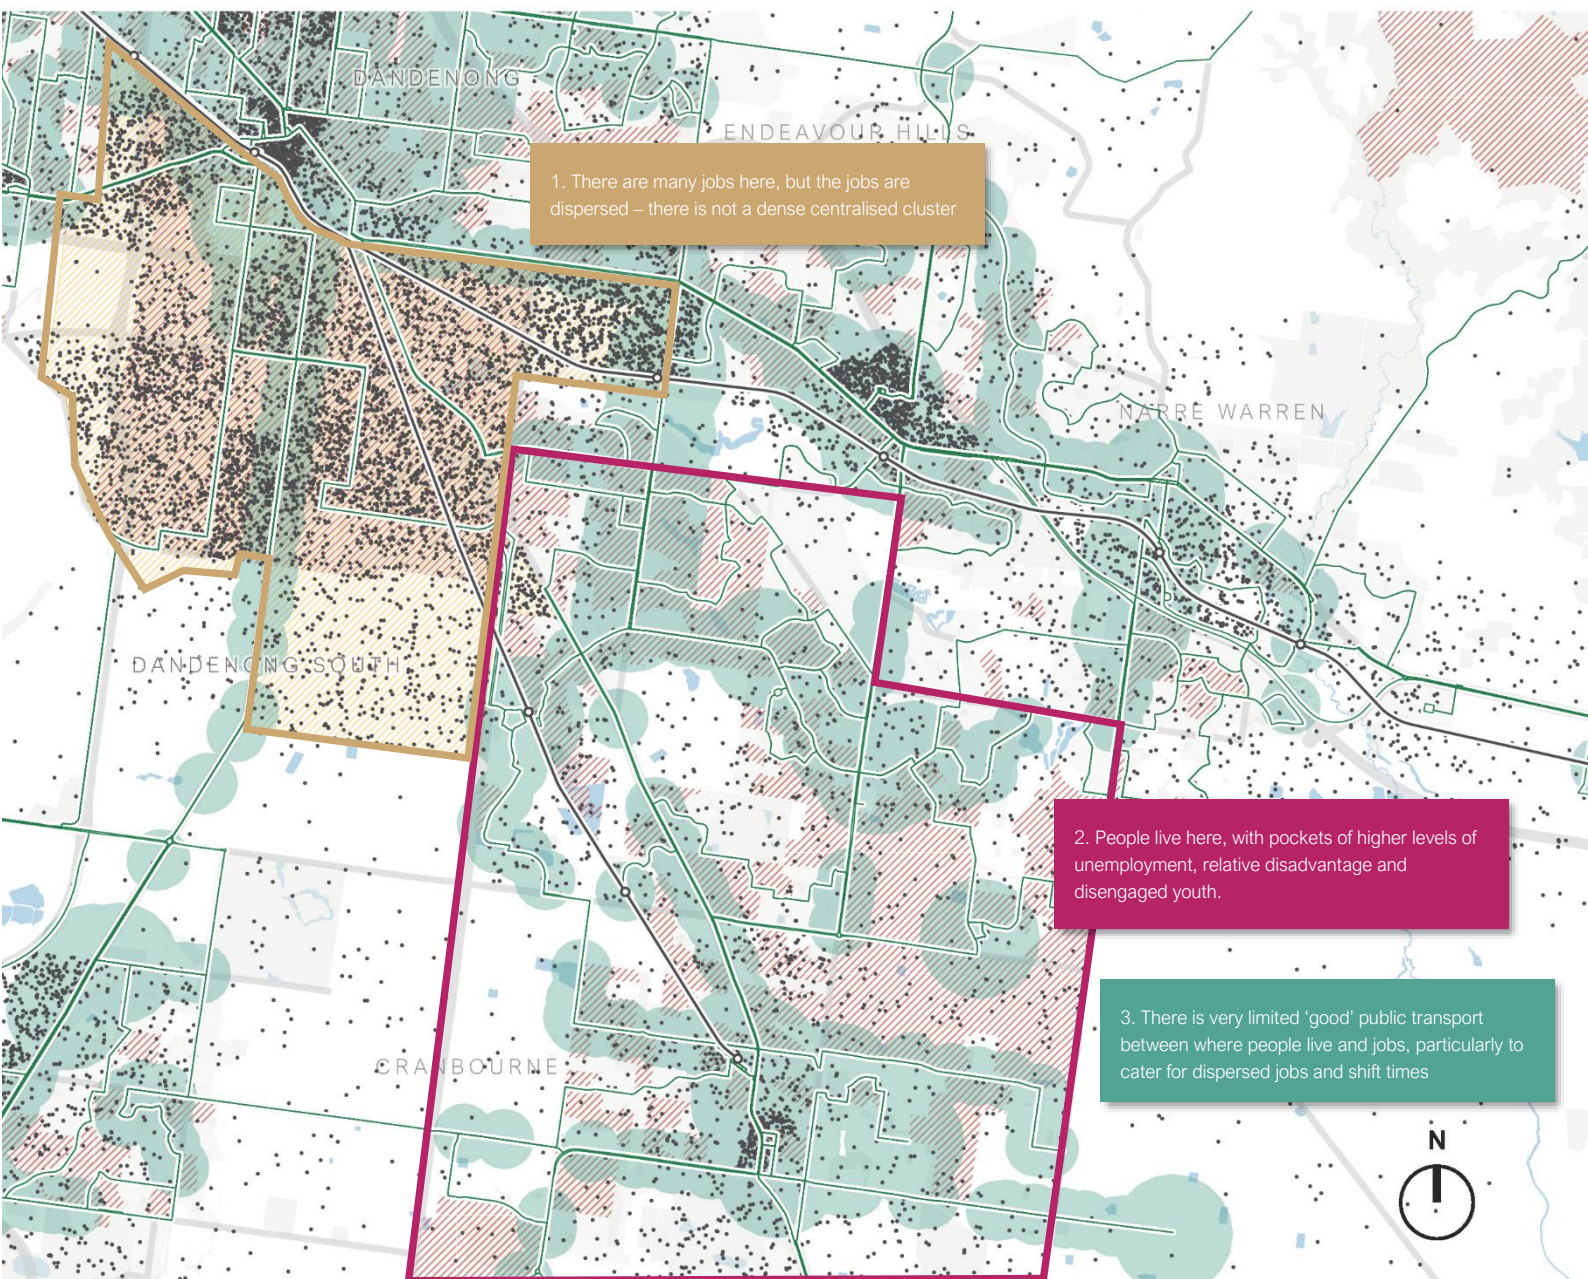 DANDENONG
ENDEAVOUR HILLS
1. There are many jobs here, but the jobs are
dispersed – there is not a dense centralised cluster
NARRE WARREN
DANDENONG SOUTH
2. People live here, with pockets of higher levels of
unemployment, relative disadvantage and
disengaged youth.
3. There is very limited ‘good’ public transport
between where people live and jobs, particularly to
cater for dispersed jobs and shift times
CRANBOURNE
N